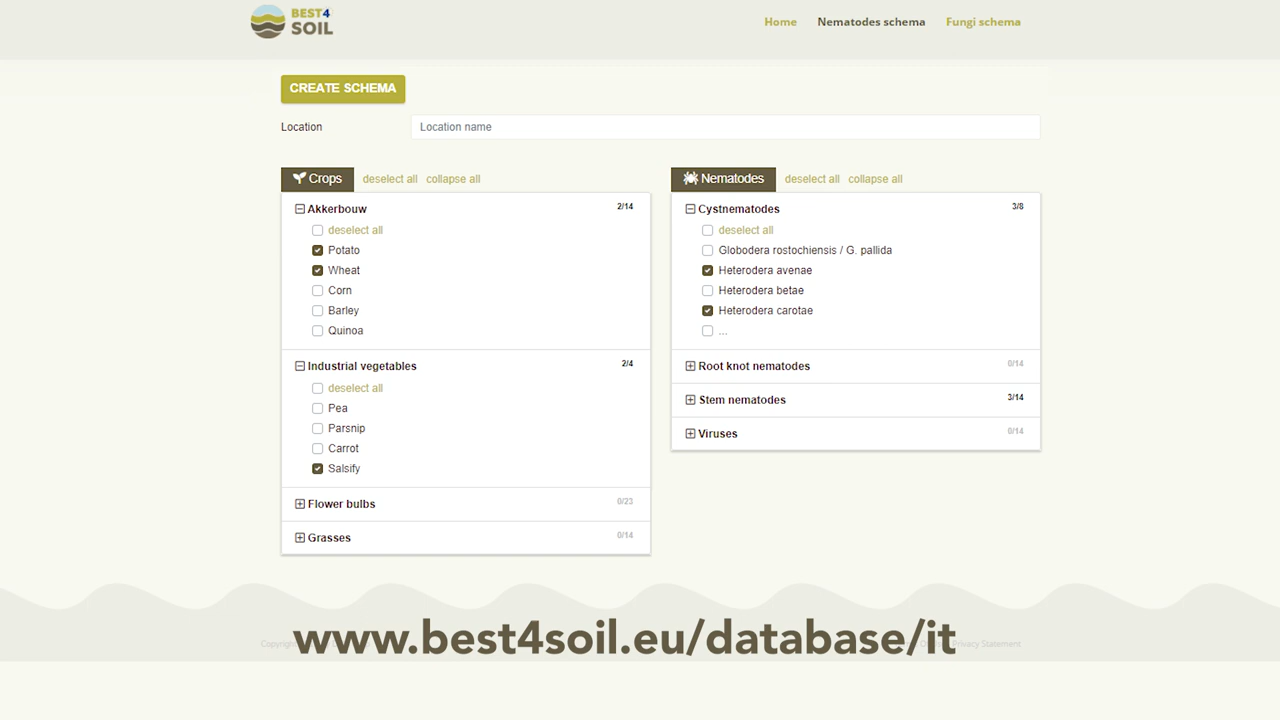 BEST4
SOIL
Home
Nematodes schema
Fungi schema
CREATE SCHEMA
Location
Location name
Crops
deselect all
collapse all
Akkerbouw
2/14
deselect all
Potato
Wheat
Corn
Barley
Quinoa
Industrial vegetables
2/4
deselect all
Pea
Parsnip
Carrot
Salsify
Flower bulbs
0/23
Grasses
0/14
Nematodes
deselect all
collapse all
Cystnematodes
3/8
deselect all
Globodera rostochiensis / G. pallida
Heterodera avenae
Heterodera betae
Heterodera carotae
...
Root knot nematodes
0/14
Stem nematodes
3/14
Viruses
0/14
www.best4soil.eu/database/it
Privacy Statement